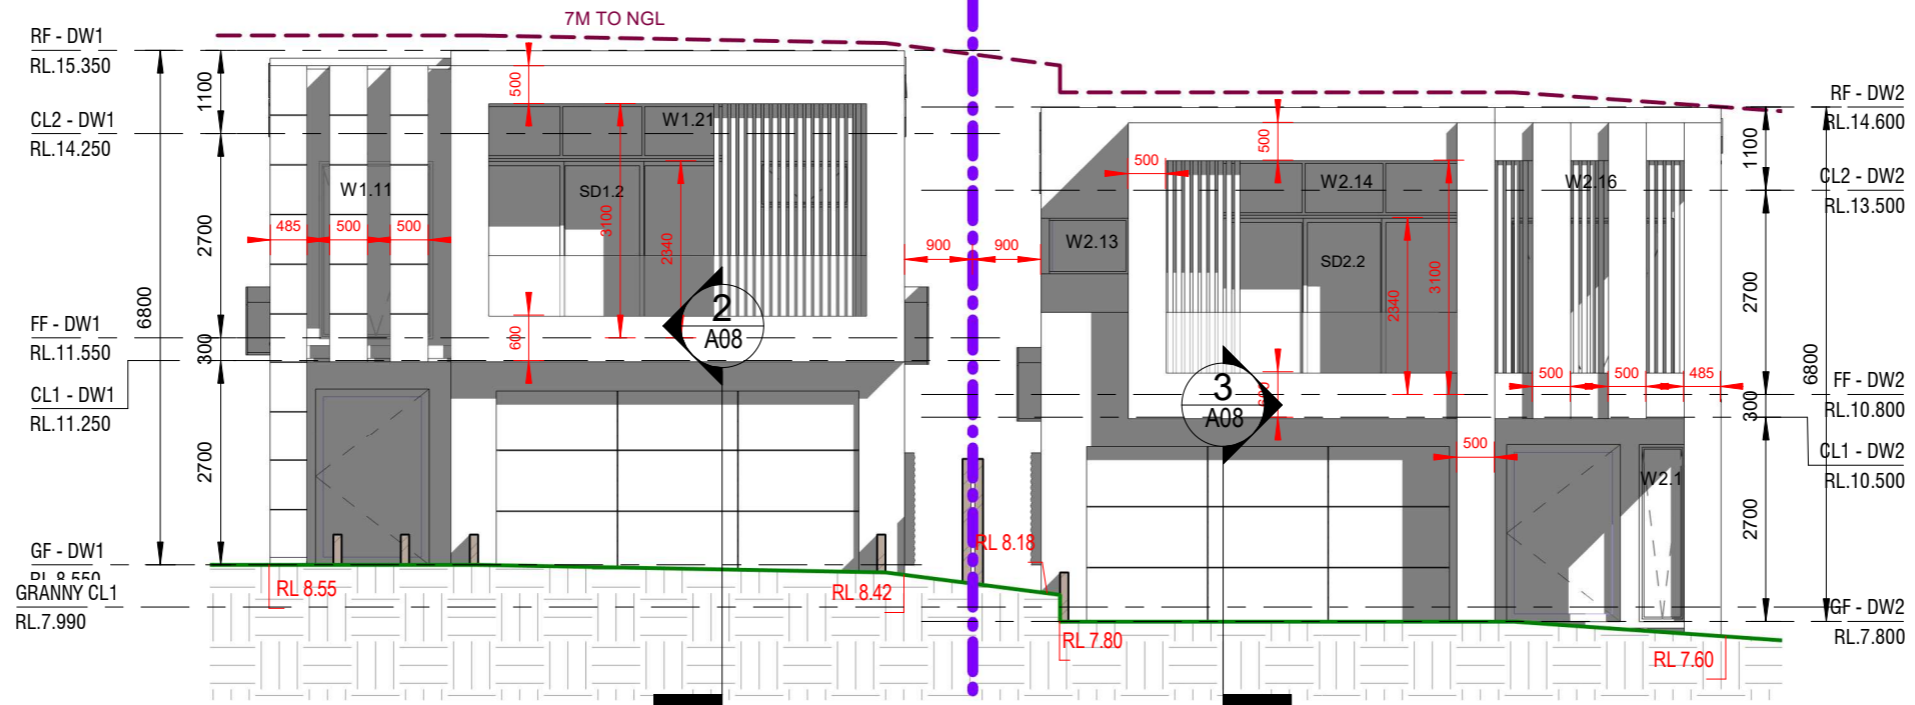 7M TO NGL
RF - DW1
RL.15.350
CL2 - DW1
RL.14.250
FF - DW1
RL.11.550
CL1 - DW1
RL.11.250
GF - DW1
RL.8.550
GRANNY CL1
RL.7.990
6800
1100
2700
300
2700
W1.11
485
500
500
500
W1.21
SD1.2
3100
2340
600
2
A08
900
900
RL 8.55
RL 8.42
RL 8.18
RL 7.80
RL 7.60
W2.13
500
500
W2.14
SD2.2
2340
3100
W2.16
3
A08
500
500
485
500
W2.1
1100
2700
300
2700
6800
RF - DW2
RL.14.600
CL2 - DW2
RL.13.500
FF - DW2
RL.10.800
CL1 - DW2
RL.10.500
GF - DW2
RL.7.800